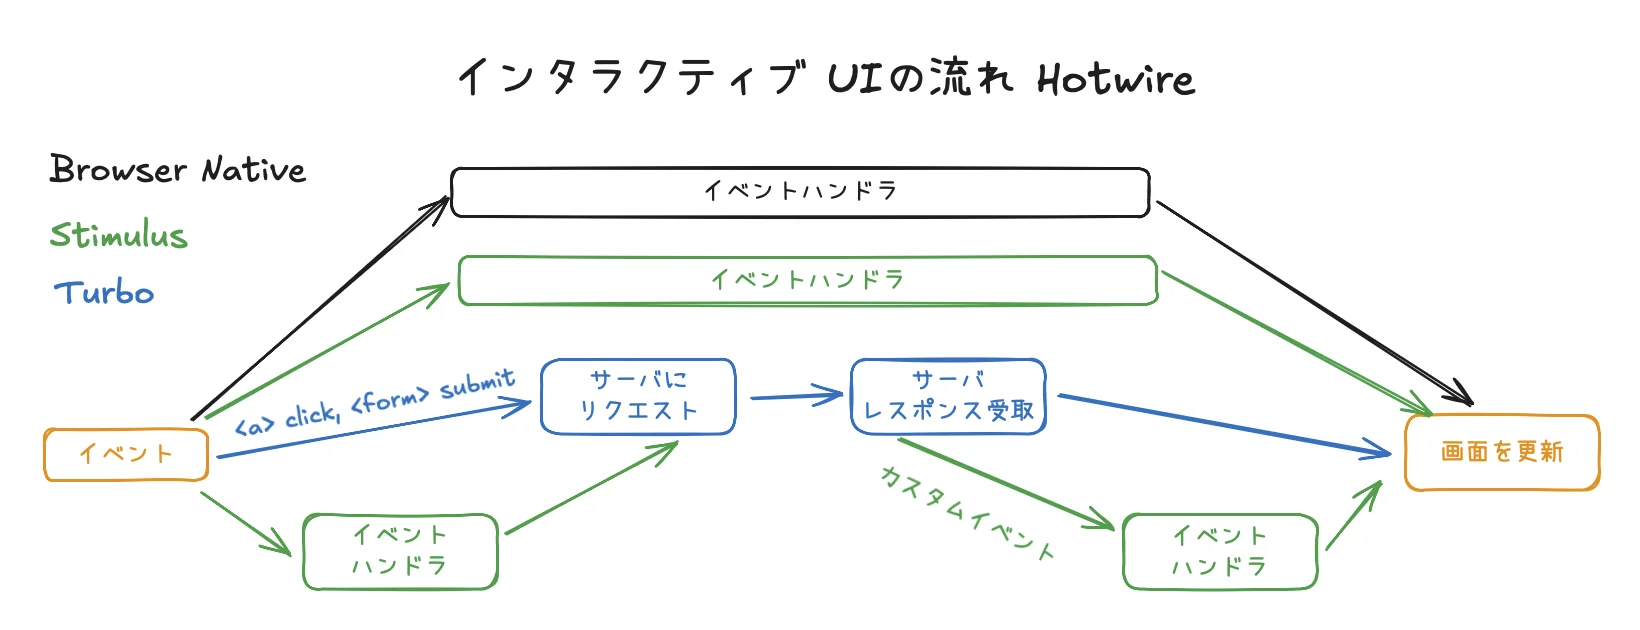 インタラクティブ UIの流れ Hotwire
Browser Native
Stimulus
Turbo
イベントハンドラ
イベントハンドラ
<a> click, <form> submit
サーバに
リクエスト
サーバ
レスポンス受取
イベント
画面を更新
カスタムイベント
イベント
ハンドラ
イベント
ハンドラ